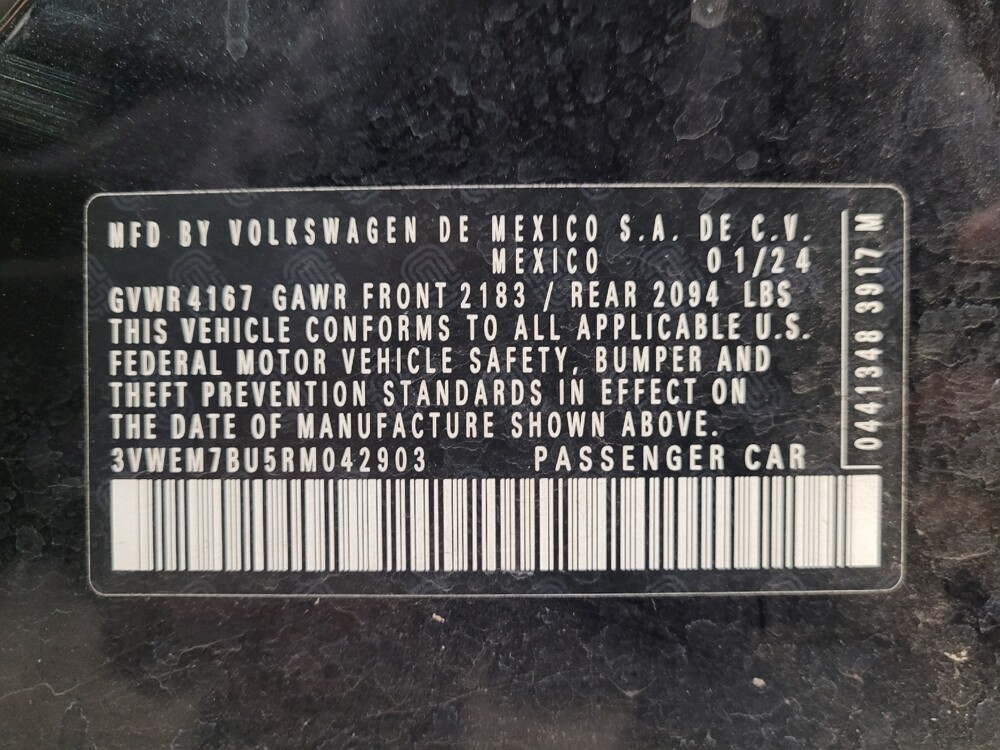 MFD BY VOLKSWAGEN DE MEXICO S.A. DE C.V.
MEXICO 01/24
GVWR 4167 GAWR FRONT 2183 / REAR 2094 LBS
THIS VEHICLE CONFORMS TO ALL APPLICABLE U.S.
FEDERAL MOTOR VEHICLE SAFETY, BUMPER AND
THEFT PREVENTION STANDARDS IN EFFECT ON
THE DATE OF MANUFACTURE SHOWN ABOVE.
3VWEM7BU5RM042903 PASSENGER CAR
0441348 3917 M